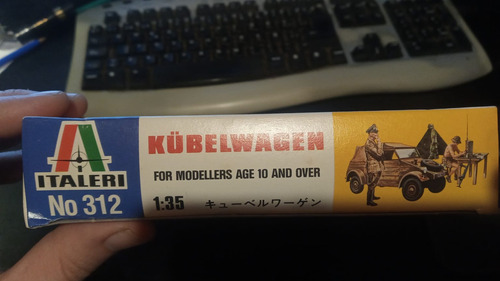 ITALERI
No 312
KÜBELWAGEN
FOR MODELLERS AGE 10 AND OVER
1:35 キューベルワーゲン